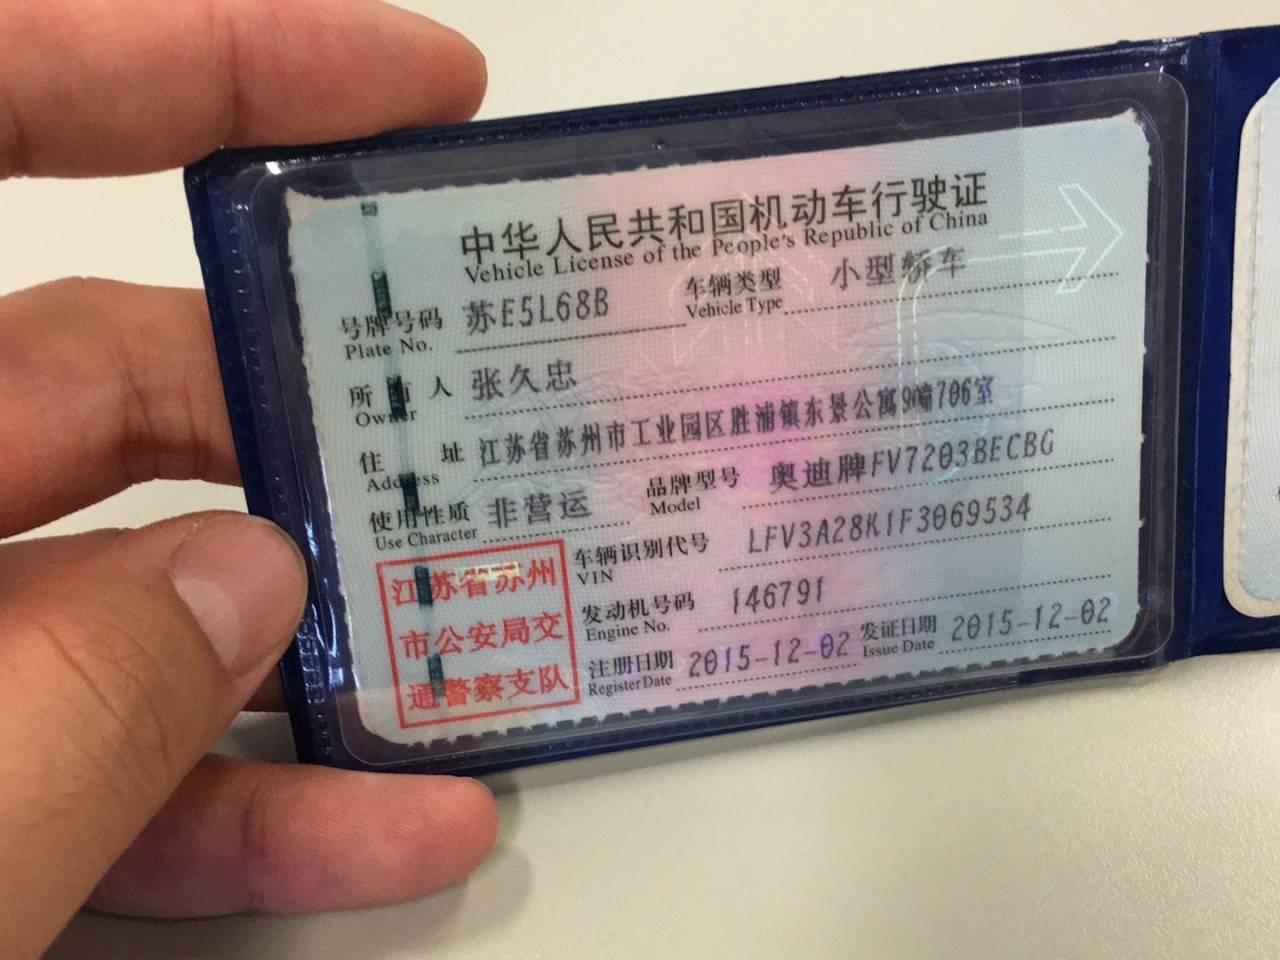 中华人民共和国机动车行驶证
Vehicle License of the People's Republic of China
号牌号码 苏E5L68B 车辆类型 小型轿车
Plate No. Vehicle Type
所有人 张久忠
Owner
住址 江苏省苏州市工业园区胜浦镇东景公寓9幢706室
Address
使用性质 非营运 品牌型号 奥迪牌FV7203BECBG
Use Character Model
车辆识别代号 LFV3A28K1F3069534
VIN
发动机号码 146791
Engine No.
注册日期 2015-12-02 发证日期 2015-12-02
Register Date Issue Date
江苏省苏州
市公安局交
通警察支队